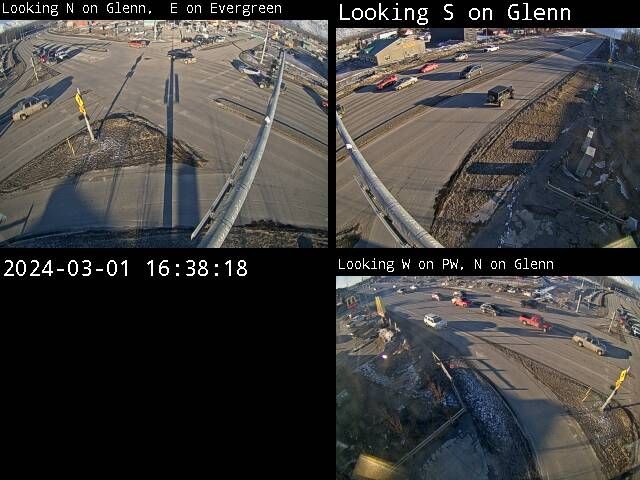 Looking N on Glenn,  E on Evergreen
Looking S on Glenn
2024-03-01 16:38:18
Looking W on PW, N on Glenn